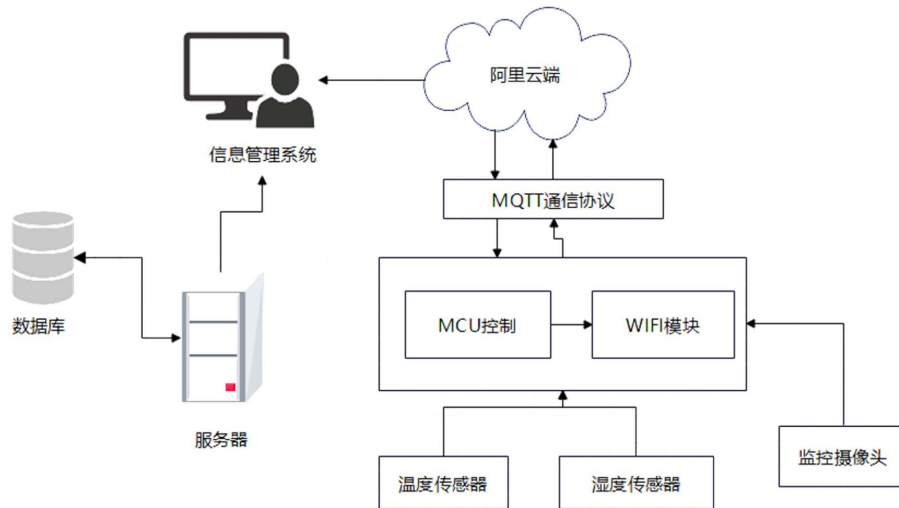 阿里云端
信息管理系统
MQTT通信协议
数据库
MCU控制
WIFI模块
服务器
温度传感器
湿度传感器
监控摄像头